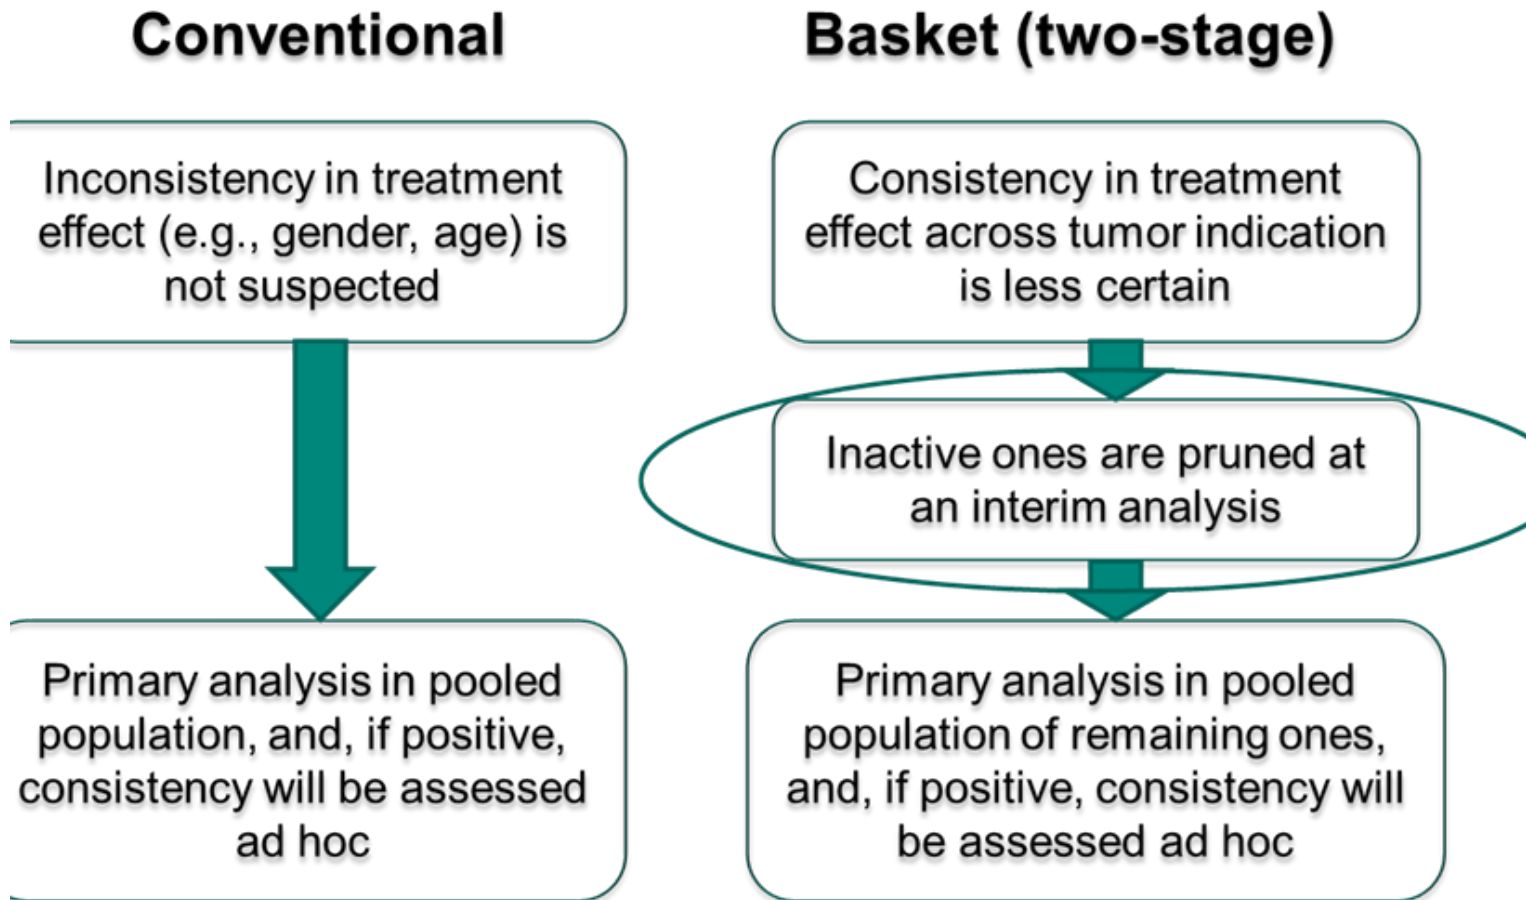 Conventional
Inconsistency in treatment
effect (e.g., gender, age) is
not suspected
Primary analysis in pooled
population, and, if positive,
consistency will be assessed
ad hoc
Basket (two-stage)
Consistency in treatment
effect across tumor indication
is less certain
Inactive ones are pruned at
an interim analysis
Primary analysis in pooled
population of remaining ones,
and, if positive, consistency will
be assessed ad hoc